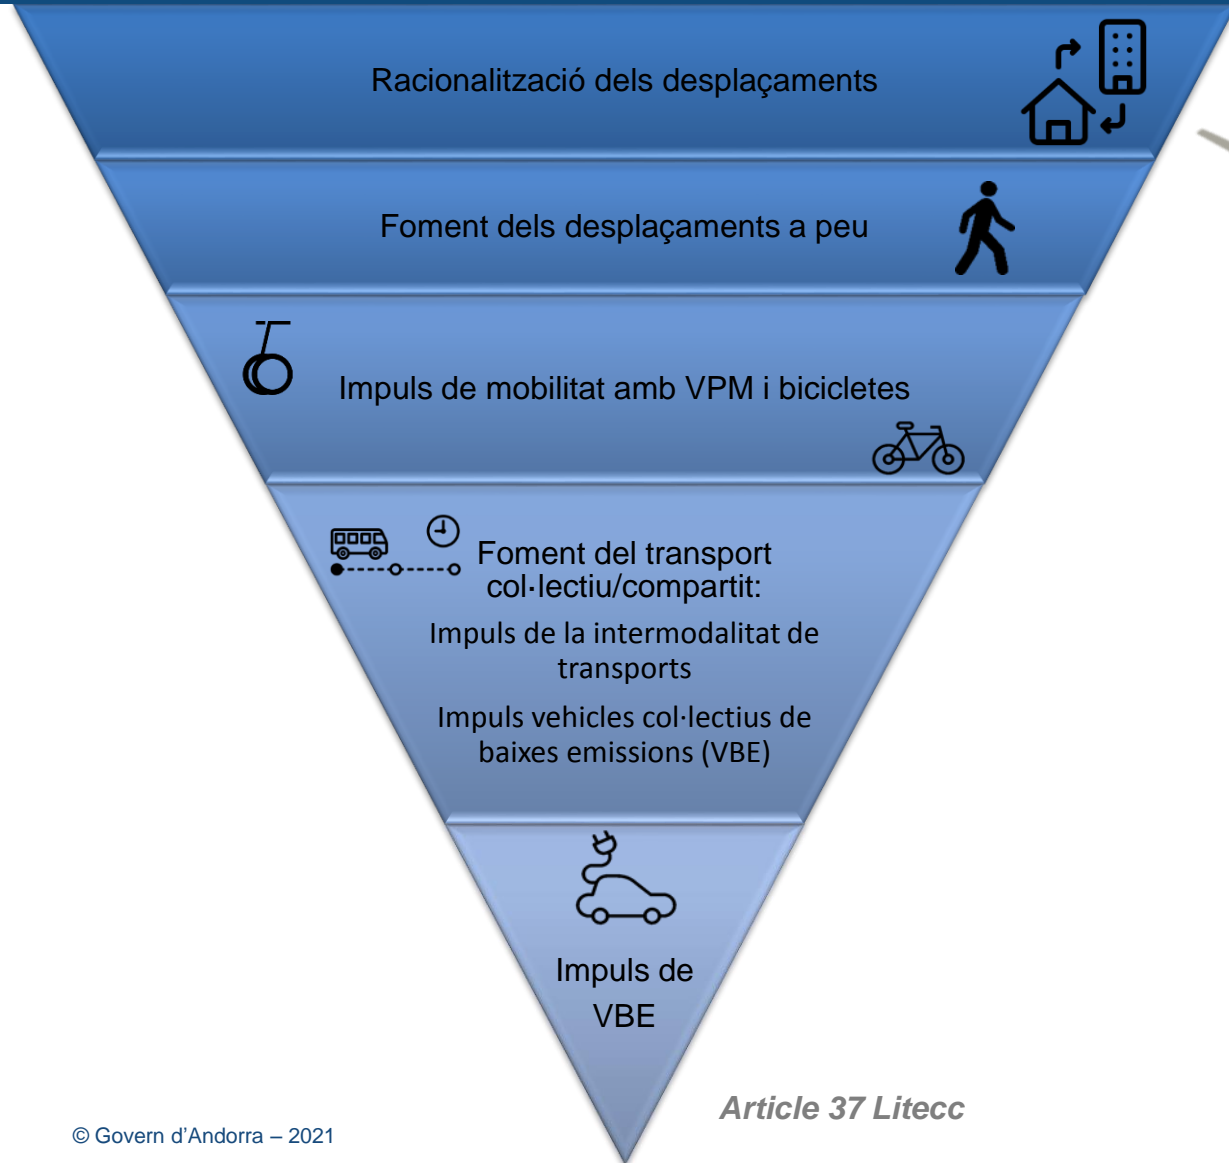 Racionalització dels desplaçaments
Foment dels desplaçaments a peu
Impuls de mobilitat amb VPM i bicicletes
Foment del transport
col·lectiu/compartit:
Impuls de la intermodalitat de
transports
Impuls vehicles col·lectius de
baixes emissions (VBE)
Impuls de
VBE
Article 37 Litecc
© Govern d’Andorra – 2021